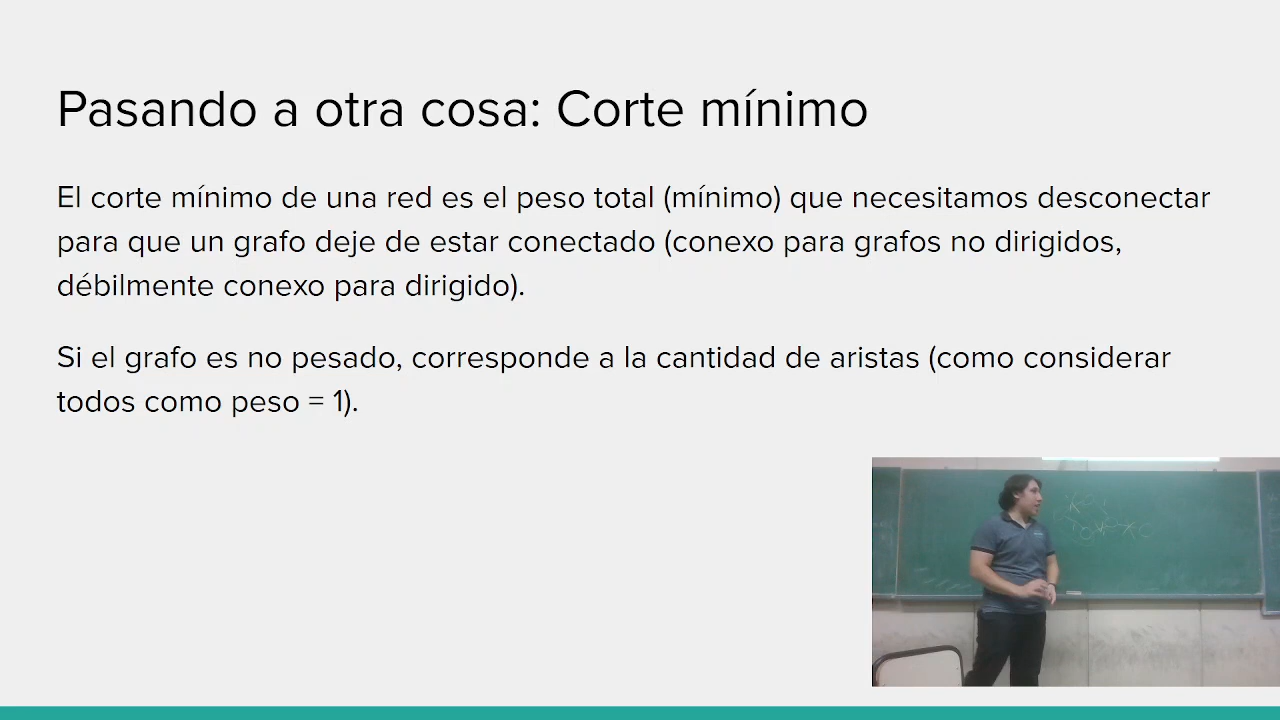 Pasando a otra cosa: Corte mínimo
El corte mínimo de una red es el peso total (mínimo) que necesitamos desconectar
para que un grafo deje de estar conectado (conexo para grafos no dirigidos,
débilmente conexo para dirigido).
Si el grafo es no pesado, corresponde a la cantidad de aristas (como considerar
todos como peso = 1).